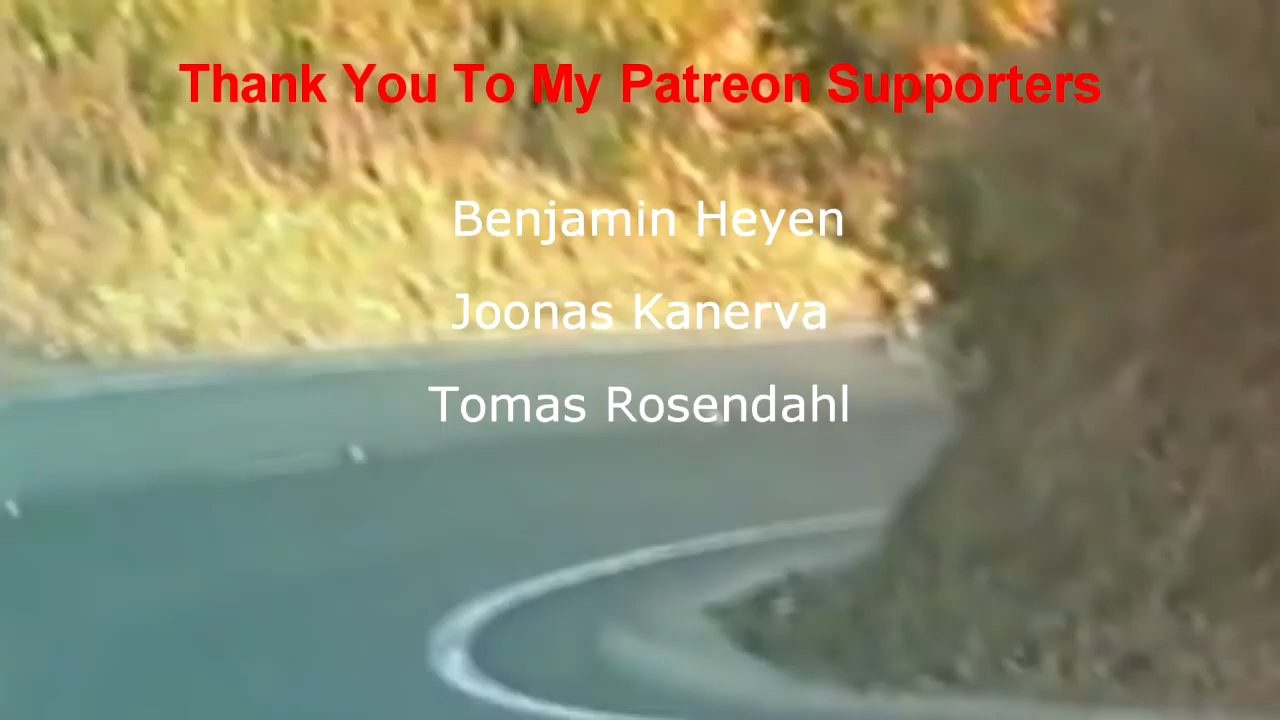 Thank You To My Patreon Supporters
Benjamin Heyen
Joonas Kanerva
Tomas Rosendahl